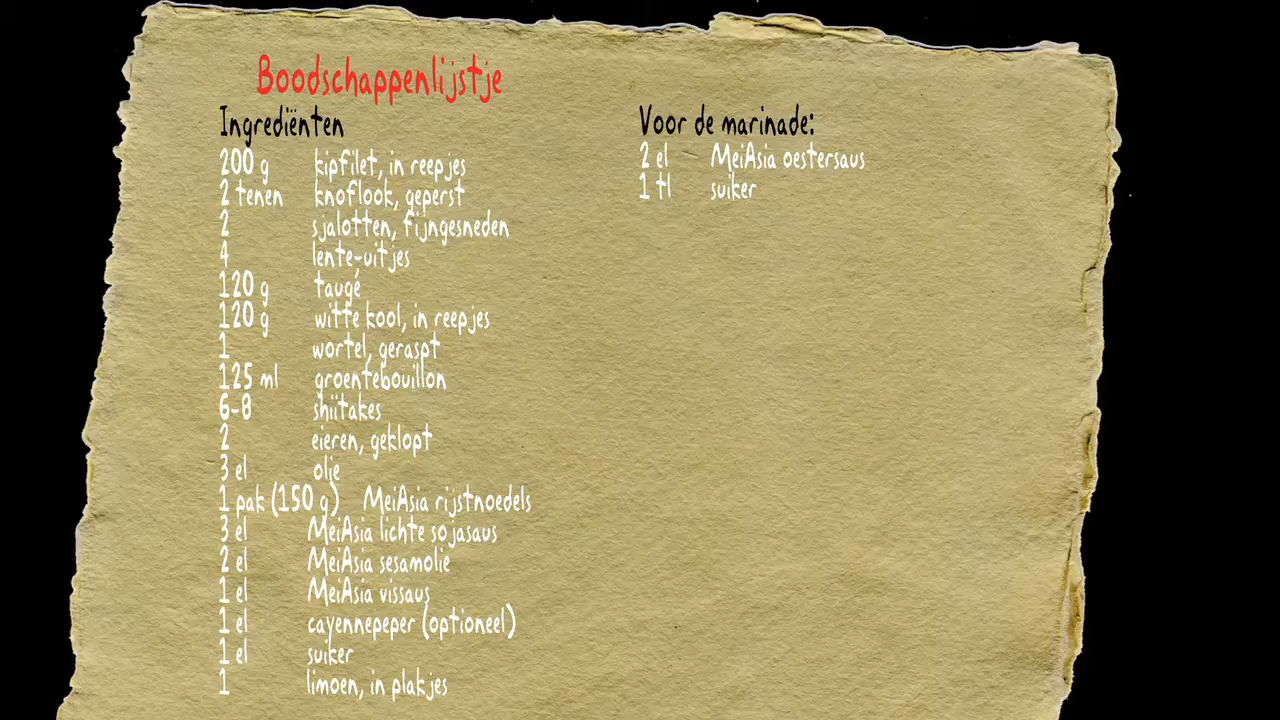 Boodschappenlijstje
Ingrediënten
200 g kipfilet, in reepjes
2 tenen knoflook, geperst
2 sjalotten, fijngesneden
4 lente-uitjes
120 g taugé
120 g witte kool, in reepjes
1 wortel, geraspt
125 ml groentebouillon
6-8 shiitakes
2 eieren, geklopt
3 el olie
1 pak (150 g) MeiAsia rijstnoedels
3 el MeiAsia lichte sojasaus
2 el MeiAsia sesamolie
1 el MeiAsia vissaus
1 el cayennepeper (optioneel)
1 el suiker
1 limoen, in plakjes
Voor de marinade:
2 el MeiAsia oestersaus
1 tl suiker